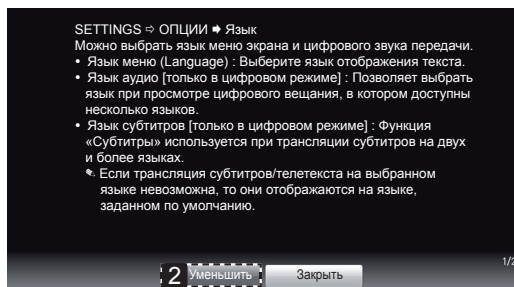 SETTINGS ⇨ ОПЦИИ ➡ Язык
Можно выбрать язык меню экрана и цифрового звука передачи.
• Язык меню (Language) : Выберите язык отображения текста.
• Язык аудио [только в цифровом режиме] : Позволяет выбрать
язык при просмотре цифрового вещания, в котором доступны
несколько языков.
• Язык субтитров [только в цифровом режиме] : Функция
«Субтитры» используется при трансляции субтитров на двух
и более языках.
✎ Если трансляция субтитров/телетекста на выбранном
языке невозможна, то они отображаются на языке,
заданном по умолчанию.
1/2
2 Уменьшить Закрыть